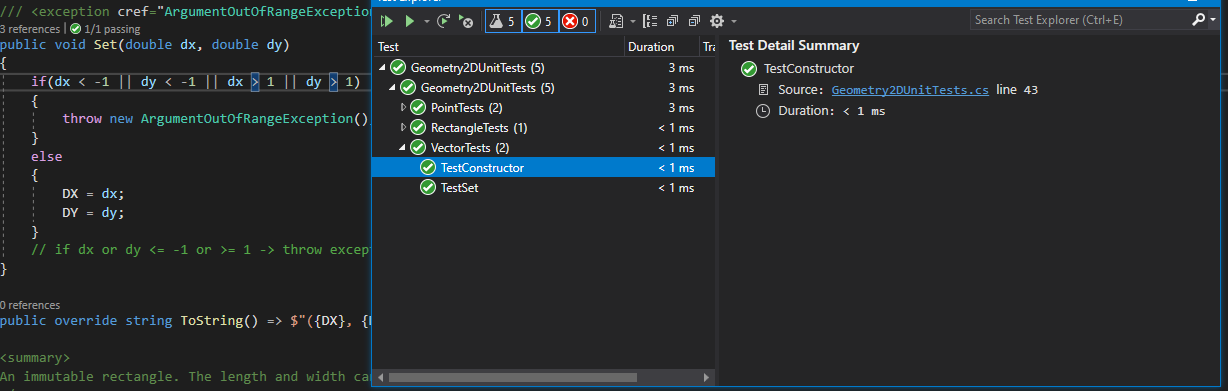 /// <exception cref="ArgumentOutOfRangeException
3 references | 1/1 passing
public void Set(double dx, double dy)
{
if(dx < -1 || dy < -1 || dx > 1 || dy > 1)
{
throw new ArgumentOutOfRangeException()
}
else
{
DX = dx;
DY = dy;
}
// if dx or dy <= -1 or >= 1 -> throw excep
}
0 references
public override string ToString() => $"({DX}, {
<summary>
An immutable rectangle. The length and width ca
5 5 0
Search Test Explorer (Ctrl+E)
Test Duration Tra
Geometry2DUnitTests (5) 3 ms
Geometry2DUnitTests (5) 3 ms
PointTests (2) 3 ms
RectangleTests (1) < 1 ms
VectorTests (2) < 1 ms
TestConstructor < 1 ms
TestSet < 1 ms
Test Detail Summary
TestConstructor
Source: Geometry2DUnitTests.cs line 43
Duration: < 1 ms